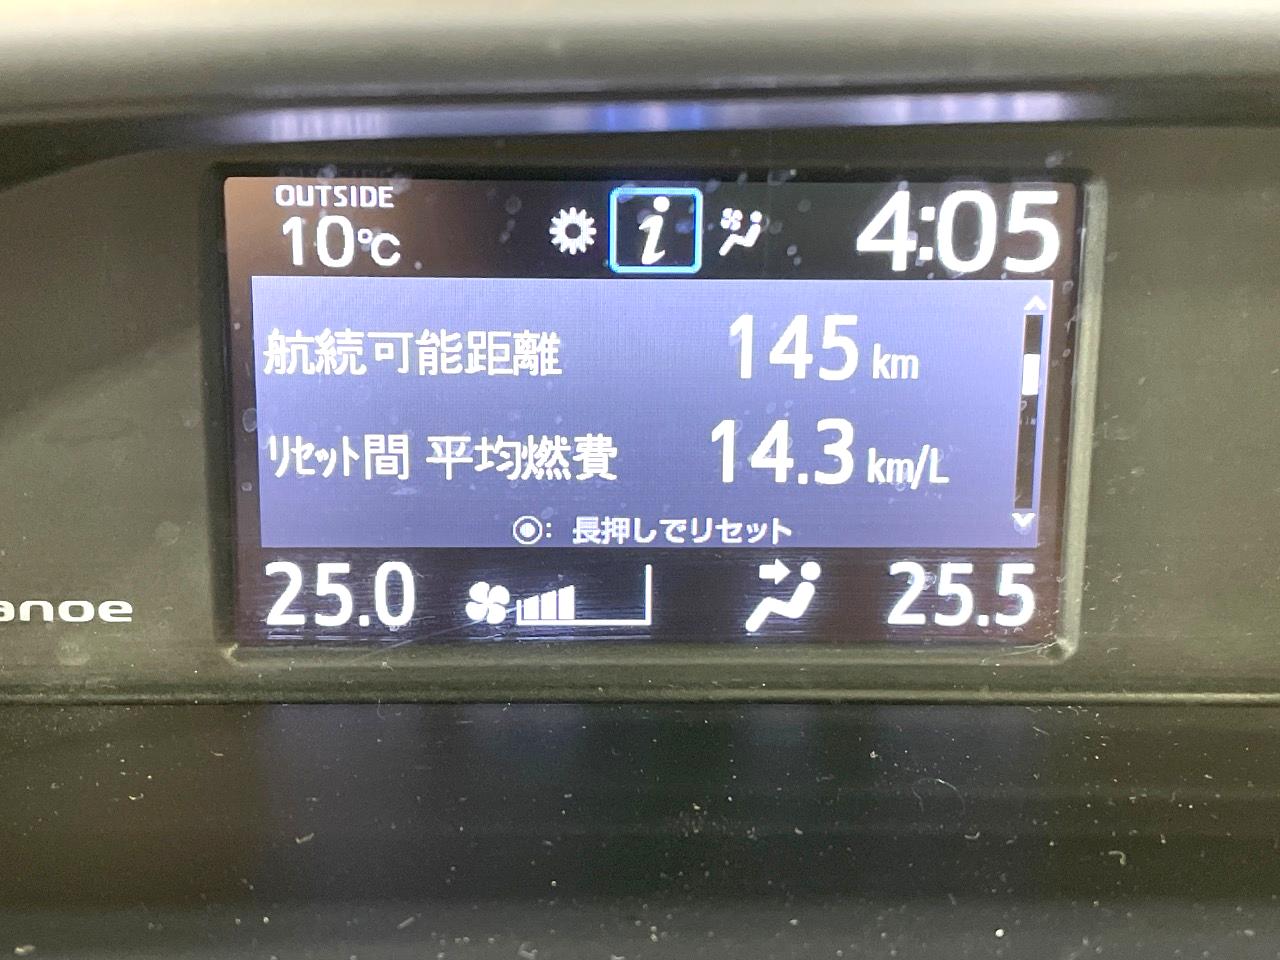 OUTSIDE
10℃
i
4:05
航続可能距離 145 km
ﾘｾｯﾄ間 平均燃費 14.3 km/L
◉: 長押しでリセット
25.0
25.5
anoe